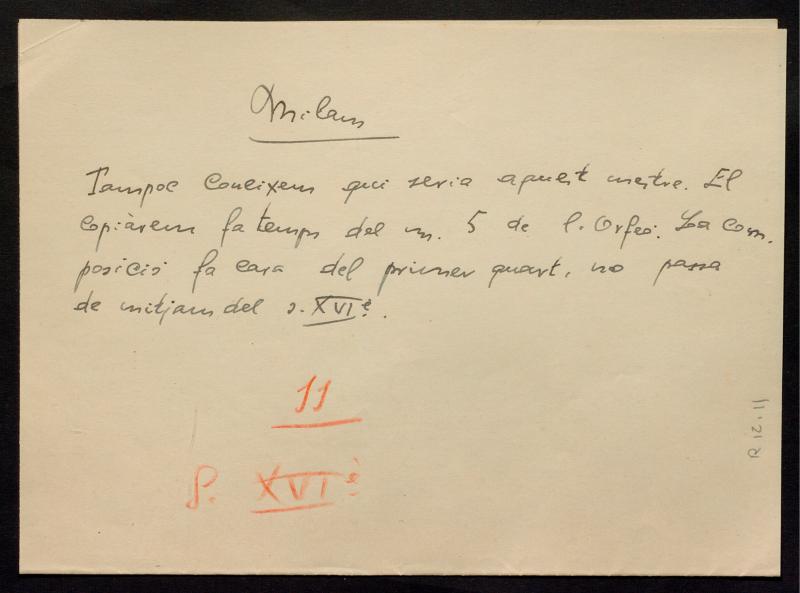 Milans
Tampoc coneixem qui seria aquest mestre. El
copiàrem fa temps del m. 5 de l. Orfeó. La com.
posició fa cara del primer quart, no passa
de mitjans del s. XVIè.
11
S. XVIè
R 12.11